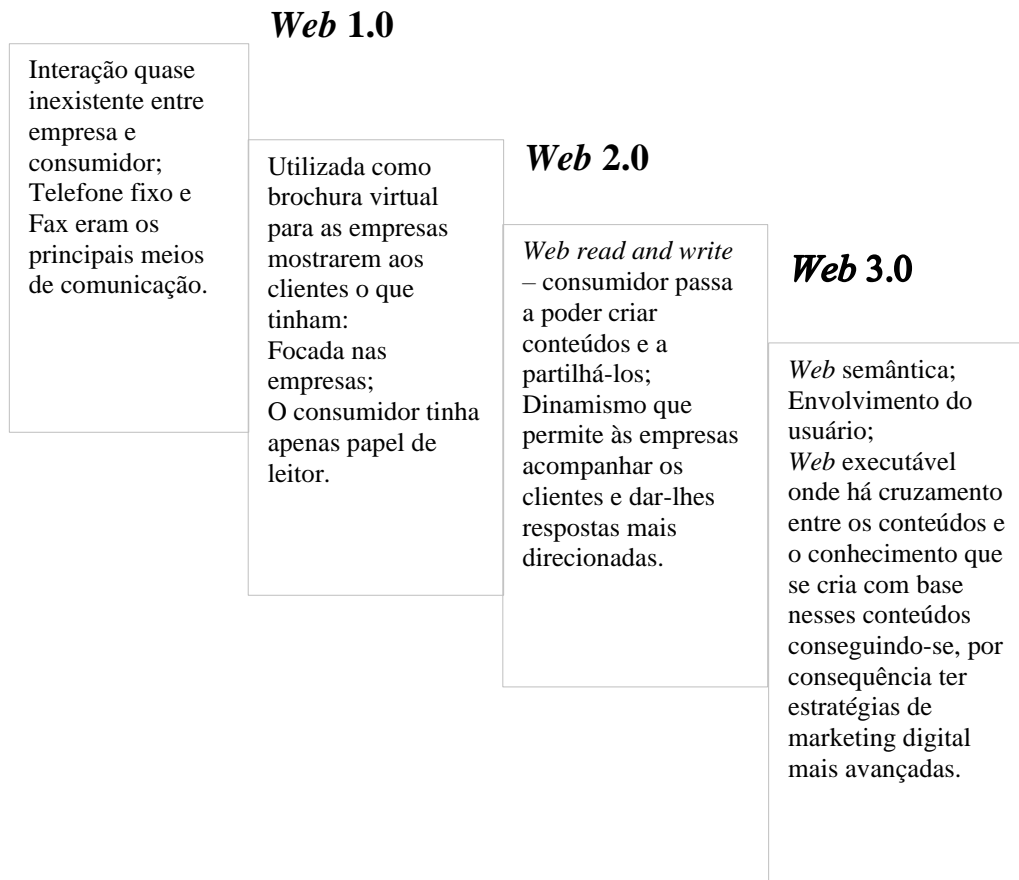 Web 1.0
Interação quase
inexistente entre
empresa e
consumidor;
Telefone fixo e
Fax eram os
principais meios
de comunicação.
Utilizada como
brochura virtual
para as empresas
mostrarem aos
clientes o que
tinham:
Focada nas
empresas;
O consumidor tinha
apenas papel de
leitor.
Web 2.0
Web read and write
– consumidor passa
a poder criar
conteúdos e a
partilhá-los;
Dinamismo que
permite às empresas
acompanhar os
clientes e dar-lhes
respostas mais
direcionadas.
Web 3.0
Web semântica;
Envolvimento do
usuário;
Web executável
onde há cruzamento
entre os conteúdos e
o conhecimento que
se cria com base
nesses conteúdos
conseguindo-se, por
consequência ter
estratégias de
marketing digital
mais avançadas.